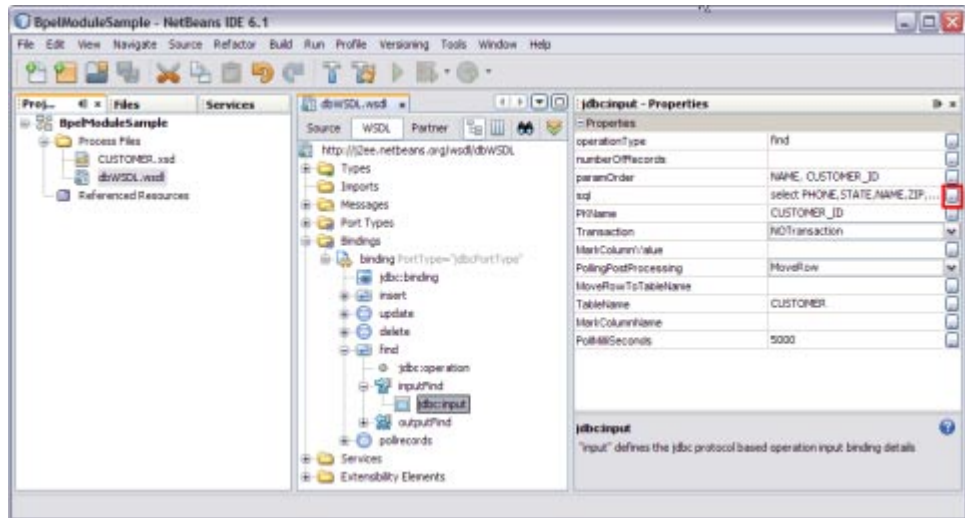 BpelModuleSample - NetBeans IDE 6.1
File Edit View Navigate Source Refactor Build Run Profile Versioning Tools Window Help
Proj... Files Services
BpelModuleSample
Process Files
CUSTOMER.xsd
dbWSDL.wsdl
Referenced Resources
dbWSDL.wsdl
Source WSDL Partner
http://j2ee.netbeans.org/wsdl/dbWSDL
Types
Imports
Messages
Port Types
Bindings
binding PortType="jdbcPortType"
jdbc:binding
insert
update
delete
find
jdbc:operation
inputFind
jdbc:input
outputFind
pollrecords
Services
Extensibility Elements
jdbc:input - Properties
Properties
operationType find
numberOfRecords
paramOrder NAME, CUSTOMER_ID
sql select PHONE,STATE,NAME,ZIP,...
PKName CUSTOMER_ID
Transaction NOTransaction
MarkColumnValue
PollingPostProcessing MoveRow
MoveRowToTableName
TableName CUSTOMER
MarkColumnName
PollMilliSeconds 5000
jdbc:input
"input" defines the jdbc protocol based operation input binding details